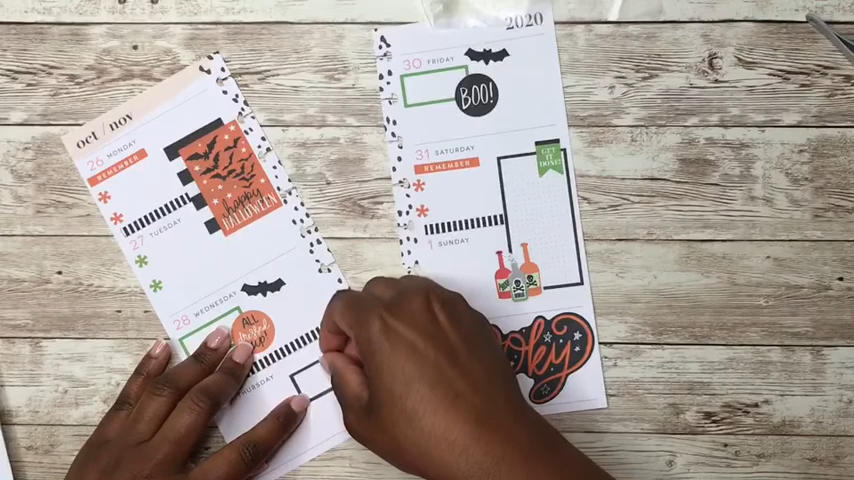 oct / nov
26 MONDAY
REMEMBER
happy
HALLOWEEN
27 TUESDAY
28 WEDNESDAY
ALL
UP!
THURSDAY
2020
30 FRIDAY
BOO!
31 SATURDAY
REMEMBER
GET
IT
DONE!
1 SUNDAY